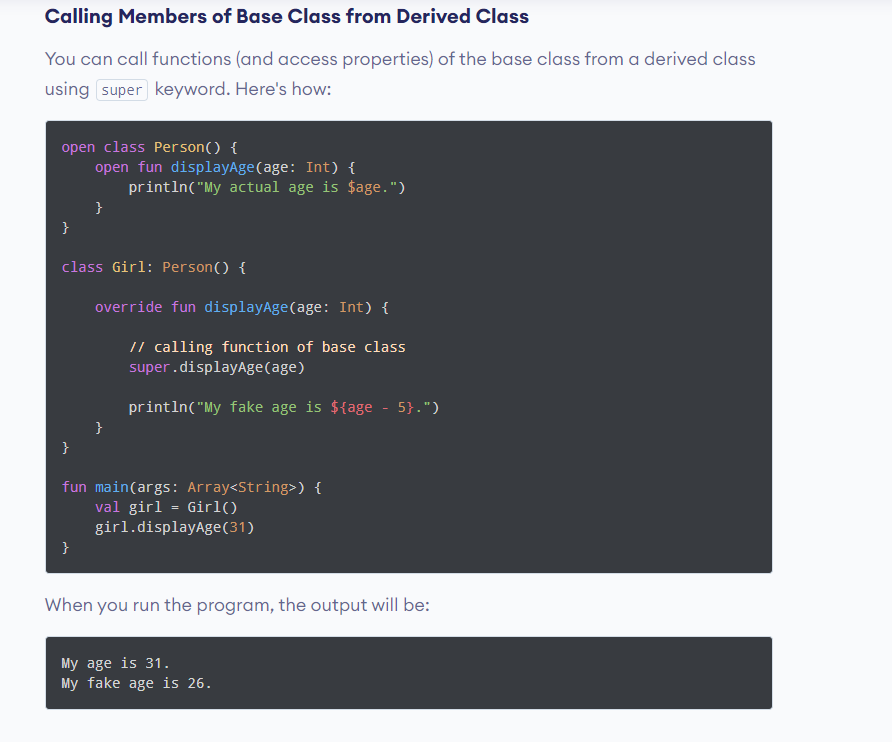 Calling Members of Base Class from Derived Class
You can call functions (and access properties) of the base class from a derived class
using super keyword. Here's how:
open class Person() {
    open fun displayAge(age: Int) {
        println("My actual age is $age.")
    }
}
class Girl: Person() {
    override fun displayAge(age: Int) {
        // calling function of base class
        super.displayAge(age)
        println("My fake age is ${age - 5}.")
    }
}
fun main(args: Array<String>) {
    val girl = Girl()
    girl.displayAge(31)
}
When you run the program, the output will be:
My age is 31.
My fake age is 26.